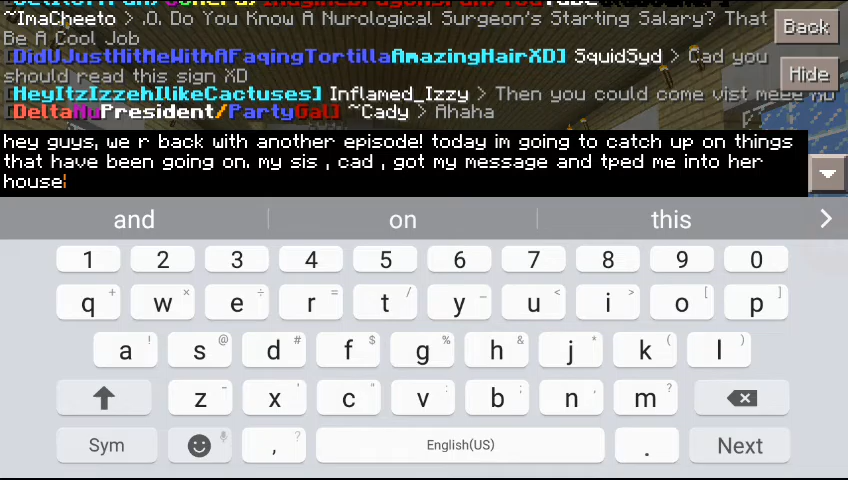 ~ImaCheeto > .O. Do You Know A Nurological Surgeon's Starting Salary? That
Be A Cool Job
[DidUJustHitMeWithAFaqingTortillaAmazingHairXD] SquidSyd > Cad you
should read this sign XD
[HeyItzIzzehIlikeCactuses] Inflamed_Izzy > Then you could come vist meee
DeltaNuPresident/PartyGal] ~Cady > Ahaha
Back
Hide
hey guys, we r back with another episode! today im going to catch up on things
that have been going on. my sis , cad , got my message and tped me into her
house
and on this >
1 2 3 4 5 6 7 8 9 0
q + w × e ÷ r = t / y _ u < i > o [ p ]
a ! s @ d # f $ g % h & j * k ( l )
z - x ' c " v : b ; n , m ?
Sym , ? English(US) . Next